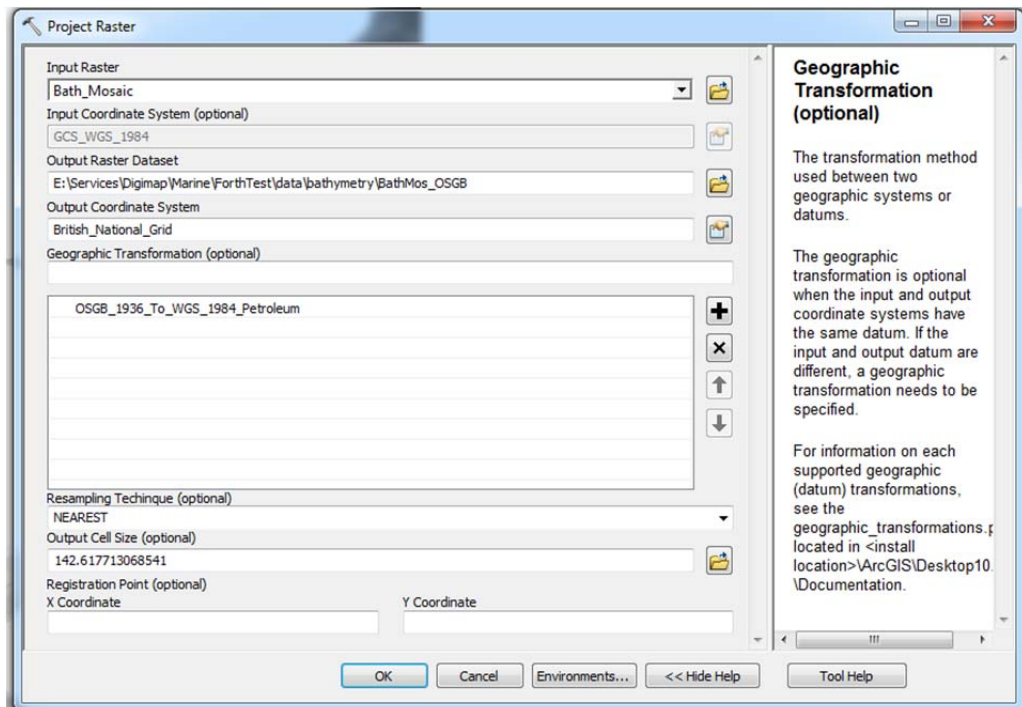 Project Raster
Input Raster
Bath_Mosaic
Input Coordinate System (optional)
GCS_WGS_1984
Output Raster Dataset
E:\Services\Digimap\Marine\ForthTest\data\bathymetry\BathMos_OSGB
Output Coordinate System
British_National_Grid
Geographic Transformation (optional)
OSGB_1936_To_WGS_1984_Petroleum
Resampling Techinque (optional)
NEAREST
Output Cell Size (optional)
142.617713068541
Registration Point (optional)
X Coordinate Y Coordinate
OK Cancel Environments... << Hide Help Tool Help
Geographic
Transformation
(optional)
The transformation method
used between two
geographic systems or
datums.
The geographic
transformation is optional
when the input and output
coordinate systems have
the same datum. If the
input and output datum are
different, a geographic
transformation needs to be
specified.
For information on each
supported geographic
(datum) transformations,
see the
geographic_transformations.p
located in <install
location>\ArcGIS\Desktop10.
\Documentation.